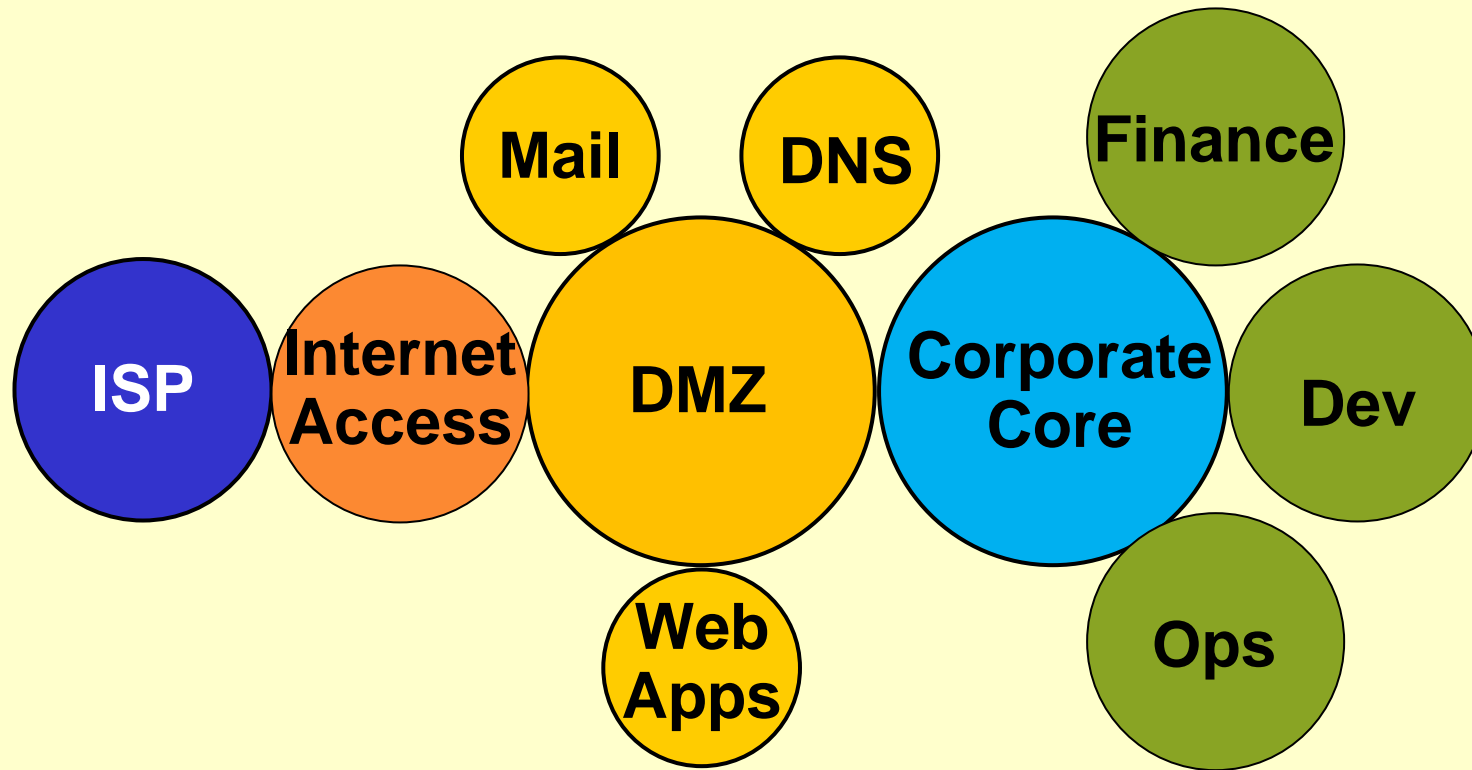 Mail
DNS
Finance
ISP
Internet
Access
DMZ
Corporate
Core
Dev
Web
Apps
Ops